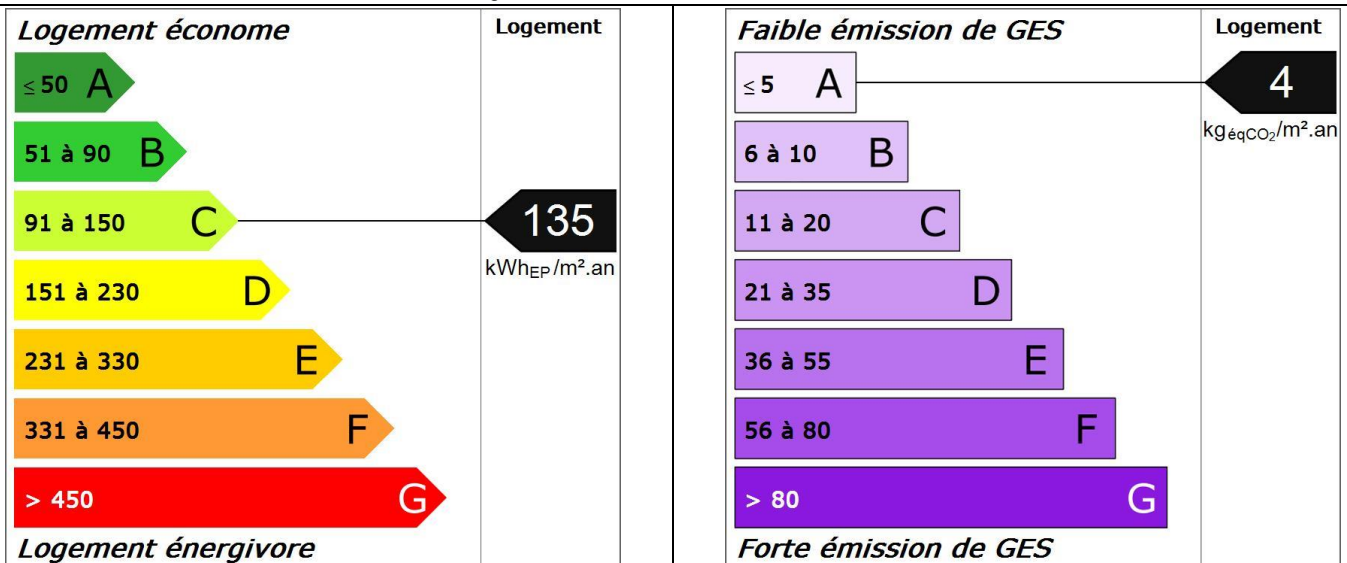 Logement économe
Logement
≤ 50 A
51 à 90 B
91 à 150 C
135
kWhEP/m².an
151 à 230 D
231 à 330 E
331 à 450 F
> 450 G
Logement énergivore
Faible émission de GES
Logement
≤ 5 A
4
kgéqCO₂/m².an
6 à 10 B
11 à 20 C
21 à 35 D
36 à 55 E
56 à 80 F
> 80 G
Forte émission de GES